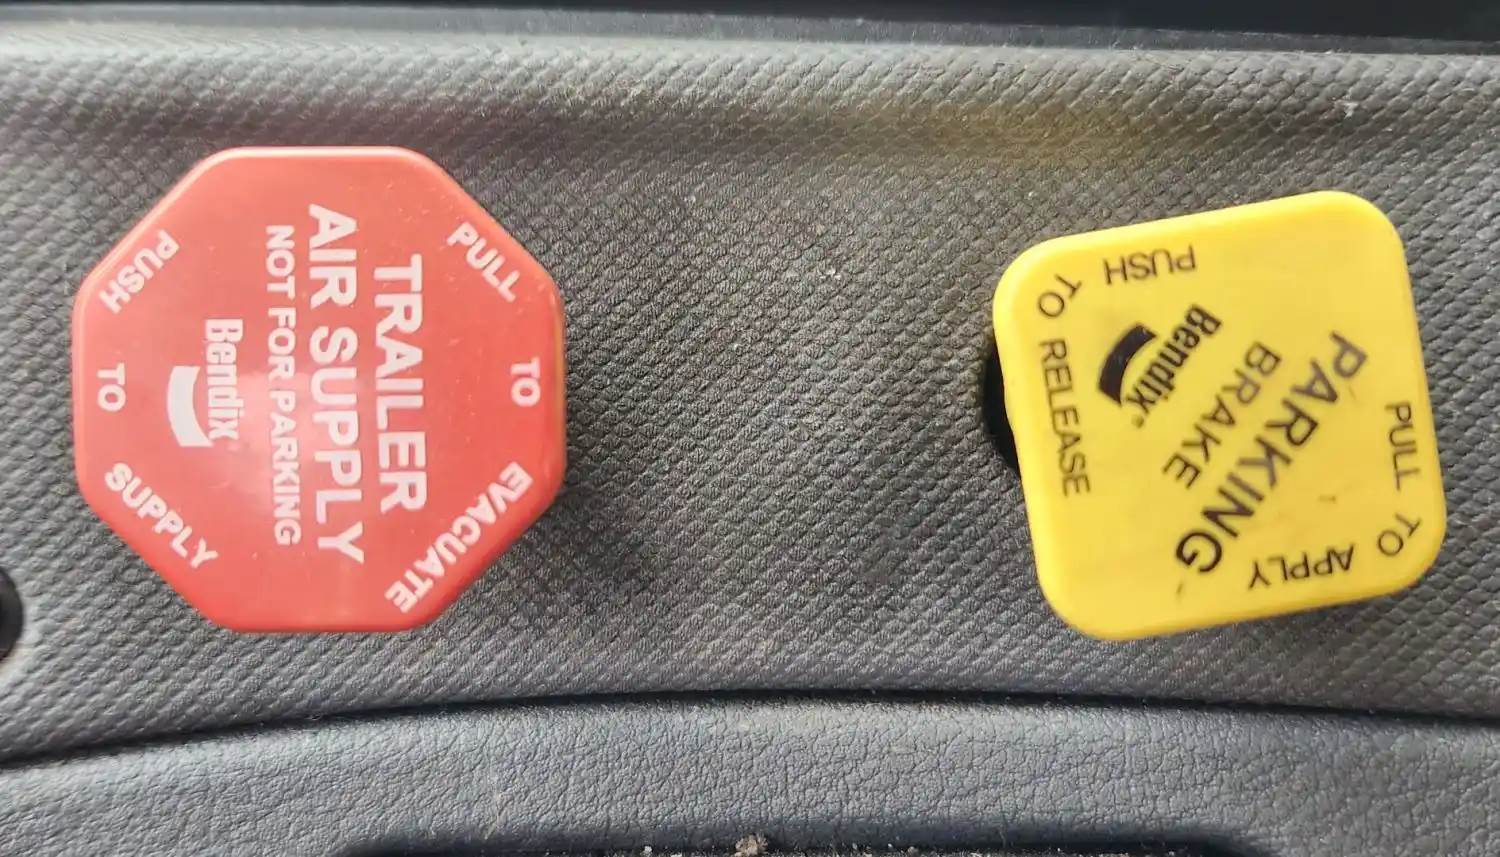 PULL TO EVACUATE
TRAILER
AIR SUPPLY
NOT FOR PARKING
Bendix
PUSH TO SUPPLY
PULL TO APPLY
PARKING
BRAKE
Bendix
PUSH TO RELEASE